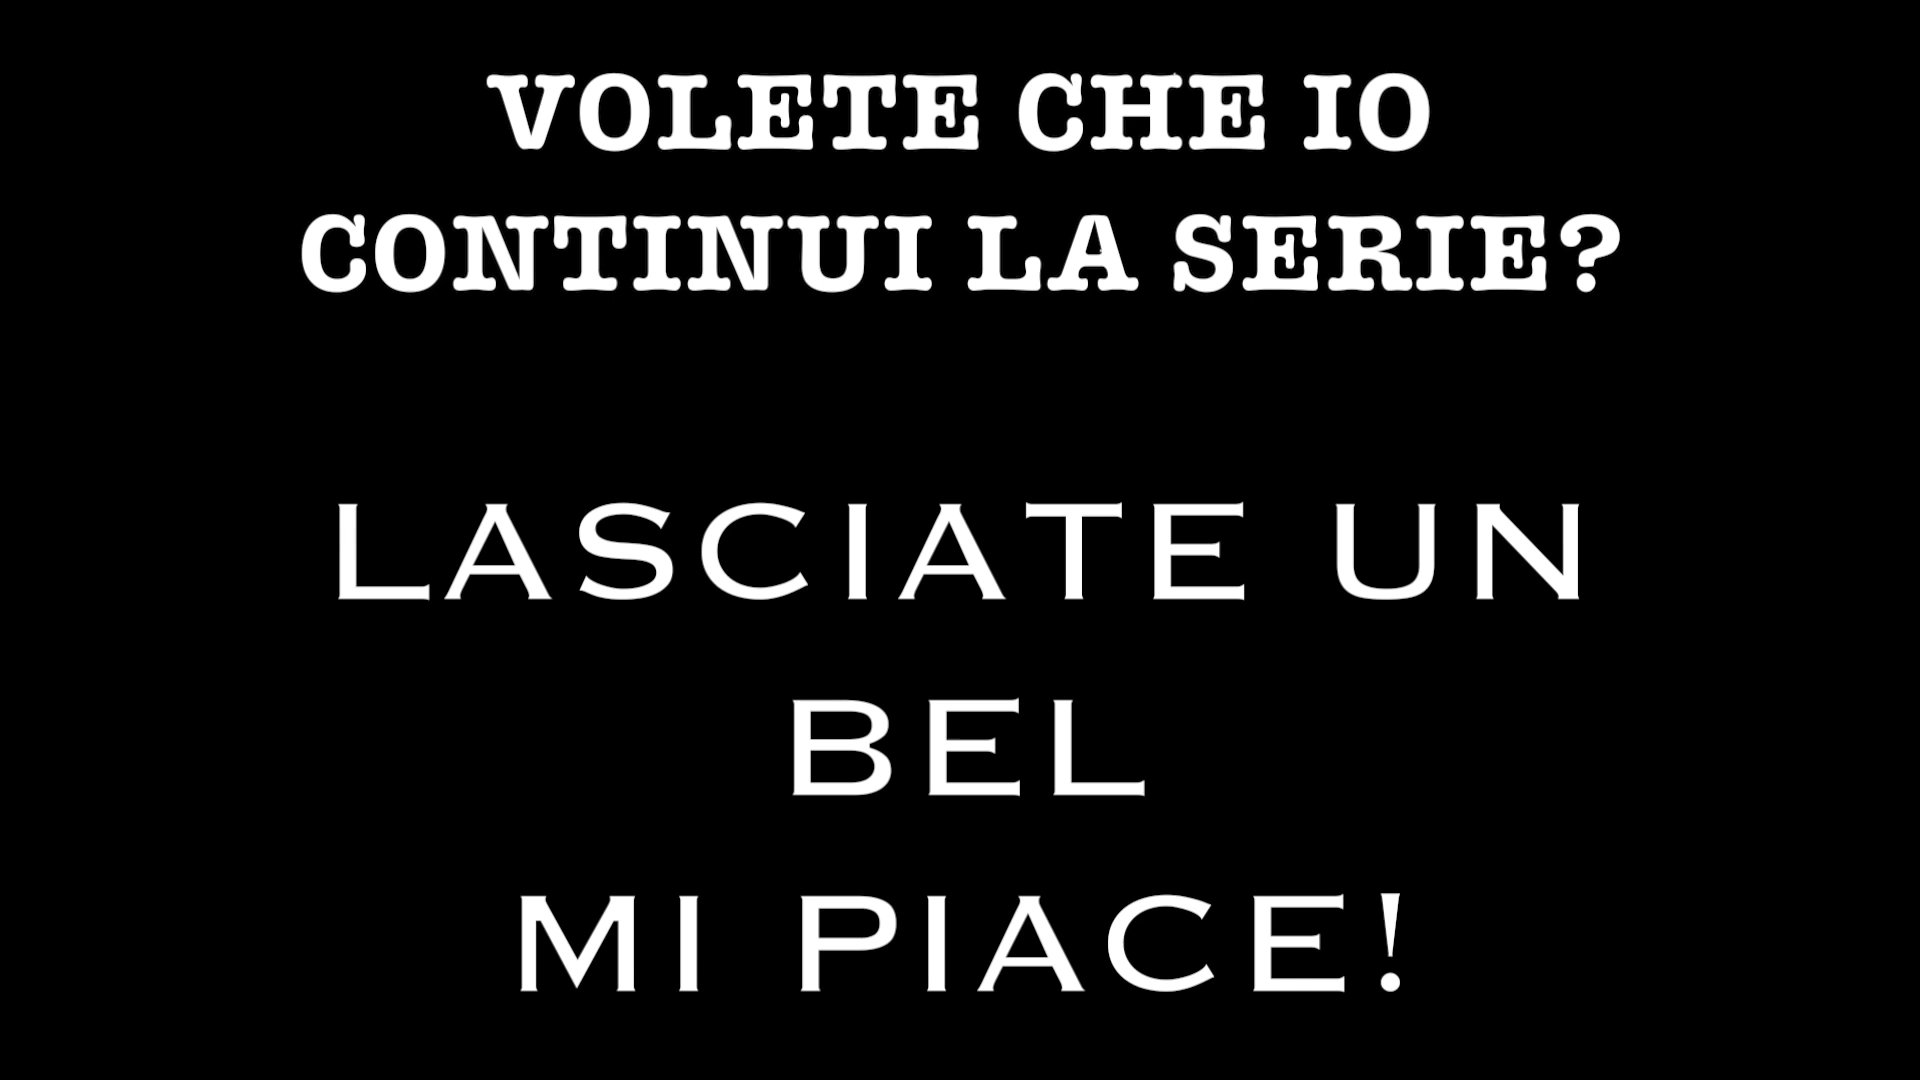 VOLETE CHE IO
CONTINUI LA SERIE?
LASCIATE UN
BEL
MI PIACE!